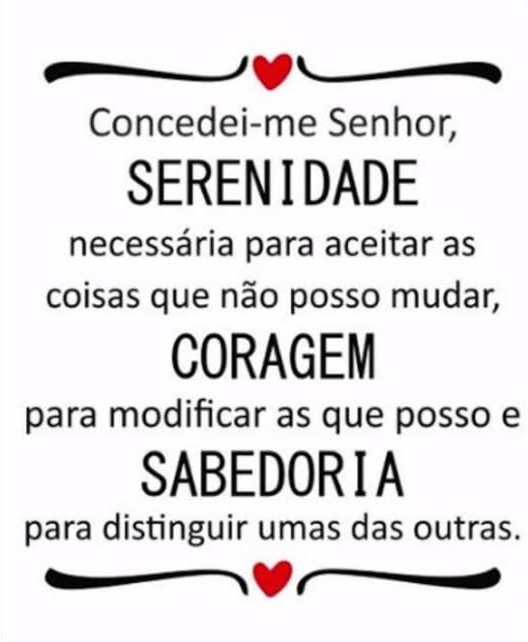 Concedei-me Senhor,
SERENIDADE
necessária para aceitar as
coisas que não posso mudar,
CORAGEM
para modificar as que posso e
SABEDORIA
para distinguir umas das outras.